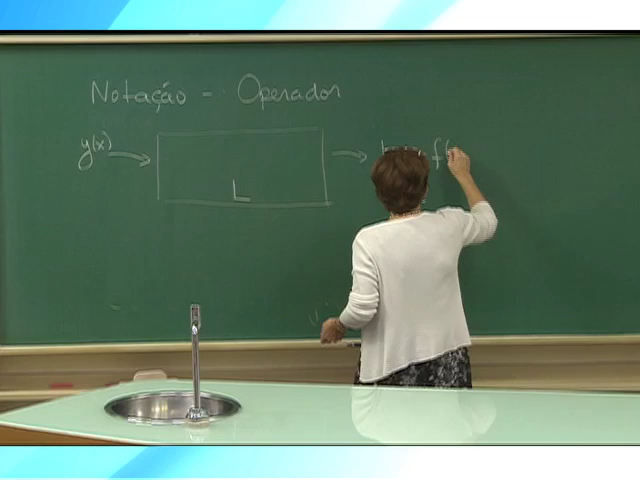 Notação - Operador
y(x) → L → f(